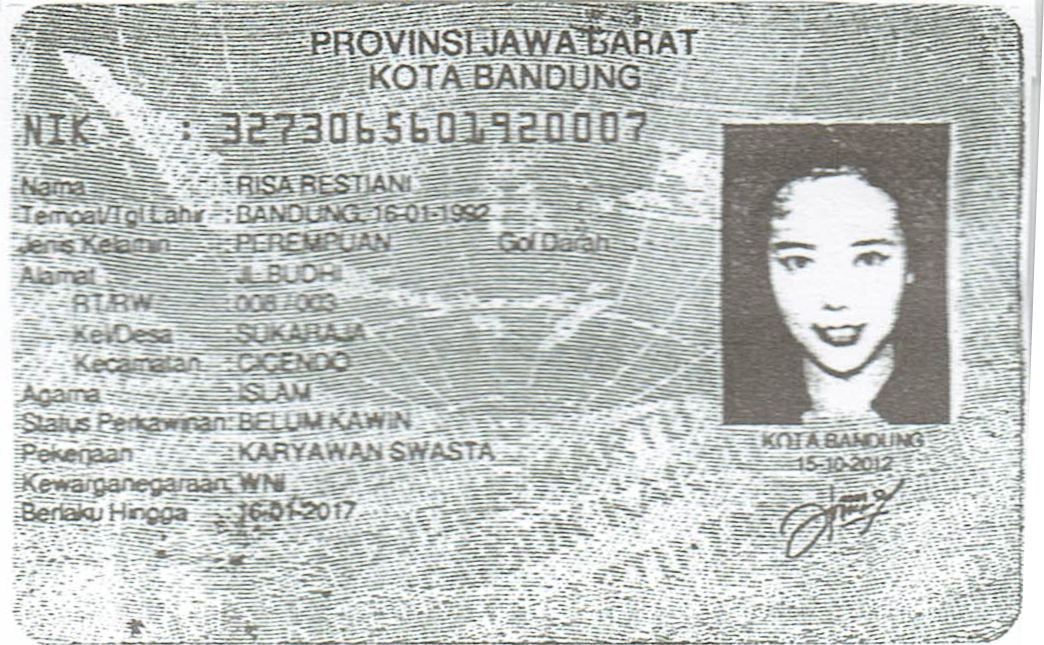 PROVINSI JAWA BARAT
KOTA BANDUNG
NIK : 3273065601920007
Nama : RISA RESTIANI
Tempat/Tgl Lahir : BANDUNG, 16-01-1992
Jenis Kelamin : PEREMPUAN Gol Darah
Alamat : JL.BUDHI
RT/RW : 008 / 003
Kel/Desa : SUKARAJA
Kecamatan : CICENDO
Agama : ISLAM
Status Perkawinan: BELUM KAWIN
Pekerjaan : KARYAWAN SWASTA
Kewarganegaraan: WNI
Berlaku Hingga : 16-01-2017
KOTA BANDUNG
15-10-2012